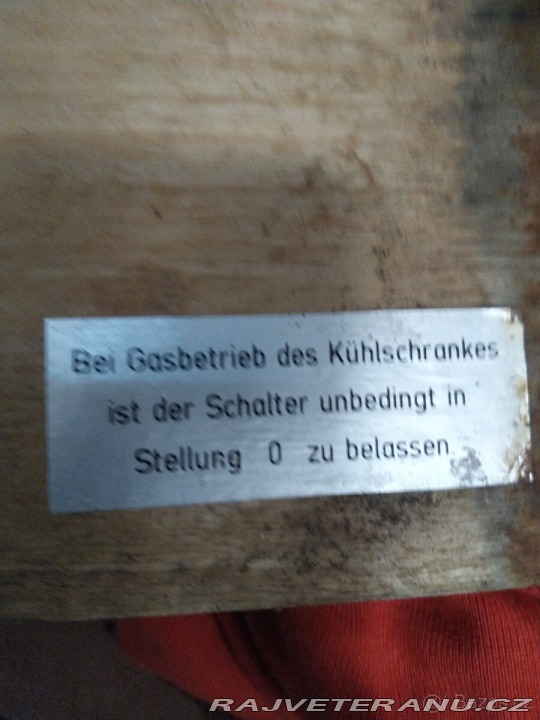 Bei Gasbetrieb des Kühlschrankes
ist der Schalter unbedingt in
Stellung 0 zu belassen.
RAJVETERANU.CZ